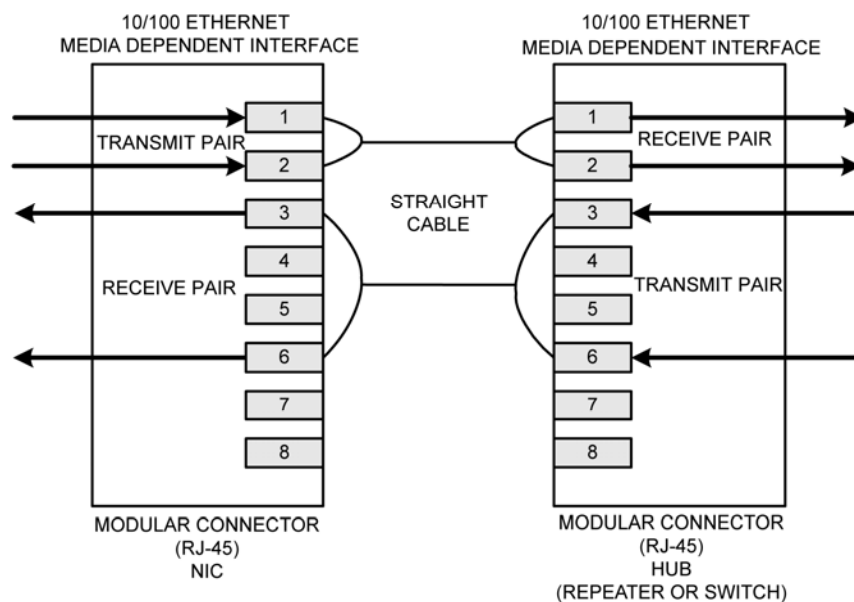 10/100 ETHERNET
MEDIA DEPENDENT INTERFACE
1
TRANSMIT PAIR
2
3
4
RECEIVE PAIR
5
6
7
8
MODULAR CONNECTOR
(RJ-45)
NIC
STRAIGHT
CABLE
10/100 ETHERNET
MEDIA DEPENDENT INTERFACE
1
RECEIVE PAIR
2
3
4
TRANSMIT PAIR
5
6
7
8
MODULAR CONNECTOR
(RJ-45)
HUB
(REPEATER OR SWITCH)